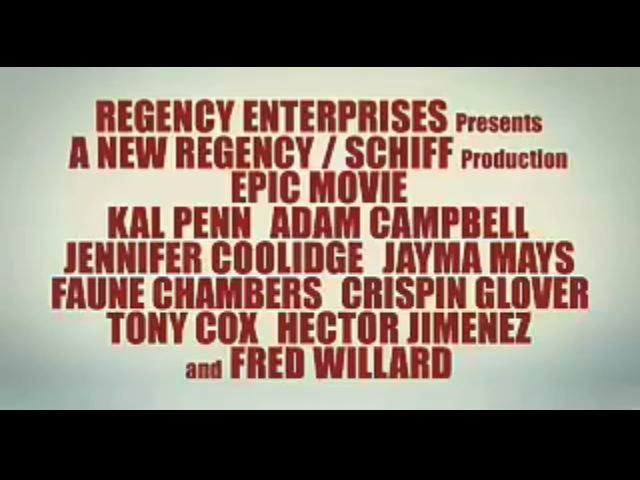 REGENCY ENTERPRISES Presents
A NEW REGENCY / SCHIFF Production
EPIC MOVIE
KAL PENN ADAM CAMPBELL
JENNIFER COOLIDGE JAYMA MAYS
FAUNE CHAMBERS CRISPIN GLOVER
TONY COX HECTOR JIMENEZ
and FRED WILLARD